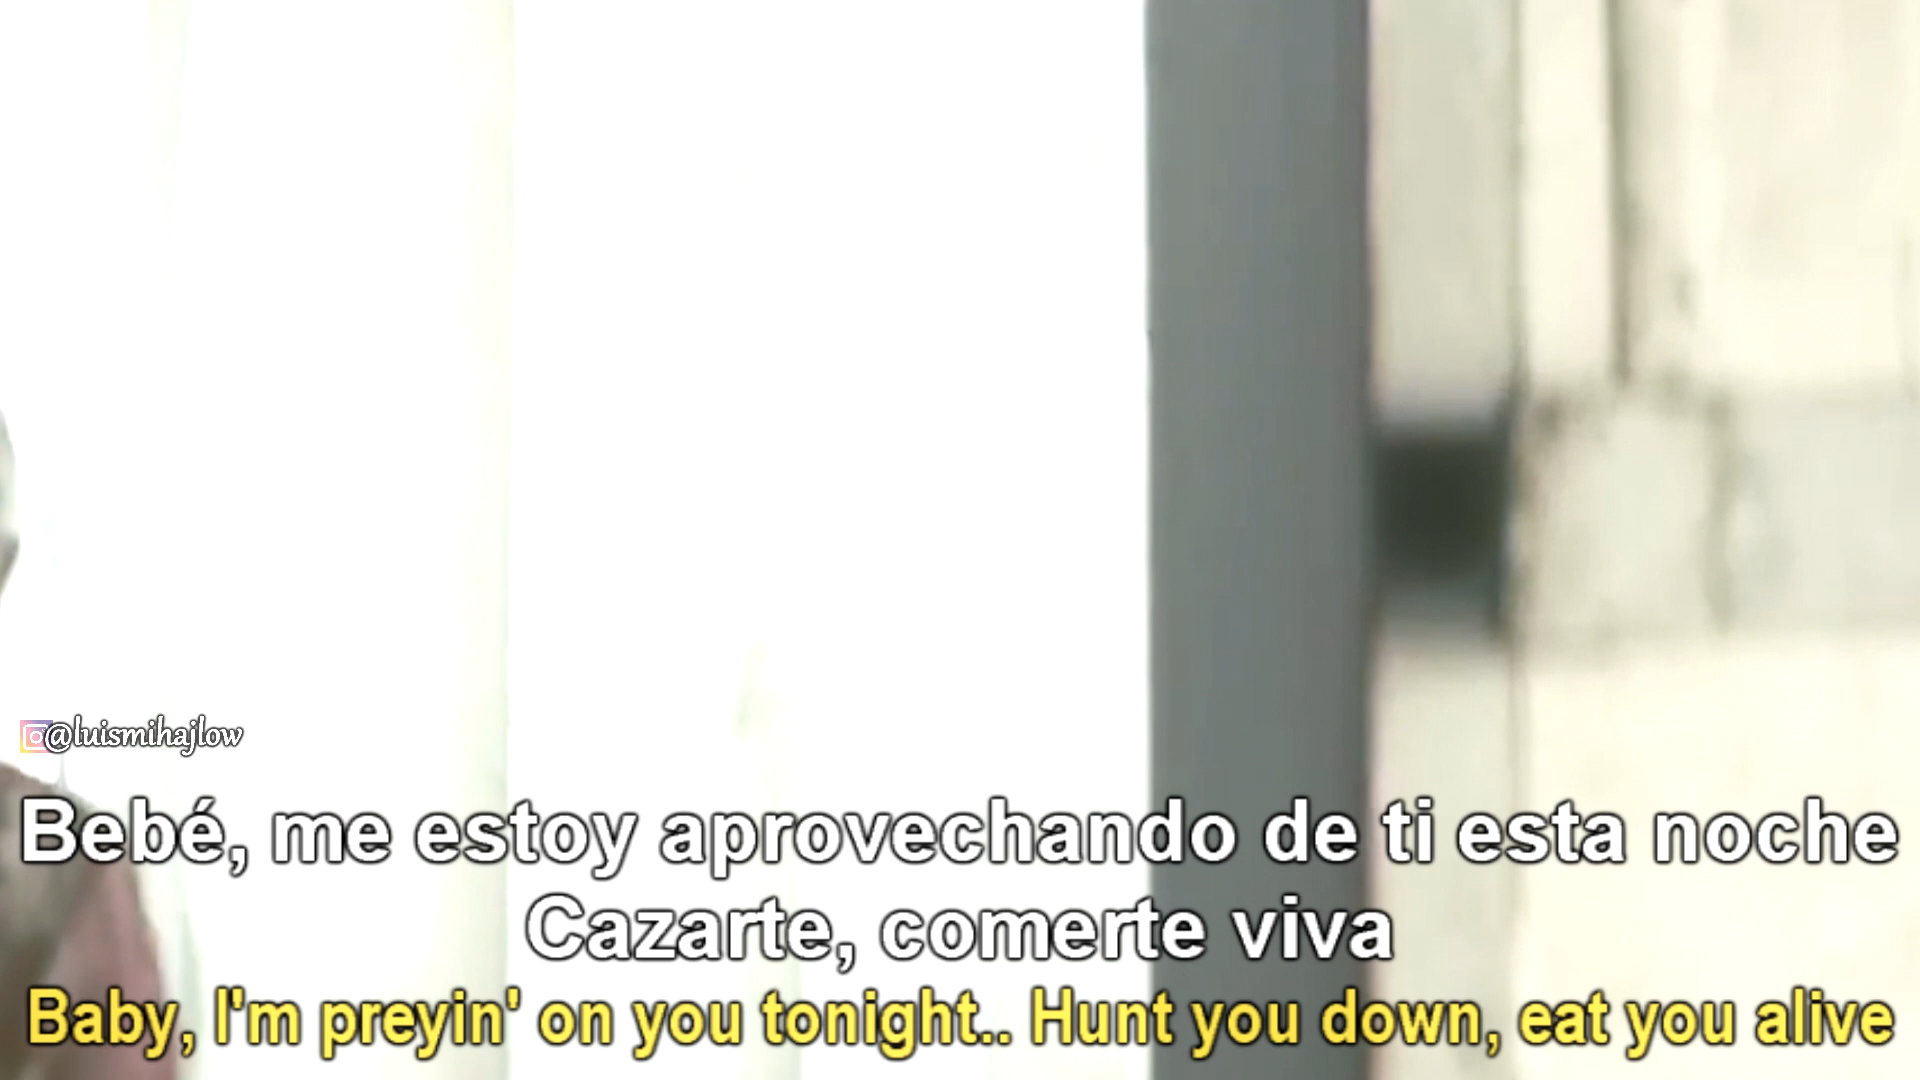 @luismihajlow
Bebé, me estoy aprovechando de ti esta noche
Cazarte, comerte viva
Baby, I'm preyin' on you tonight.. Hunt you down, eat you alive